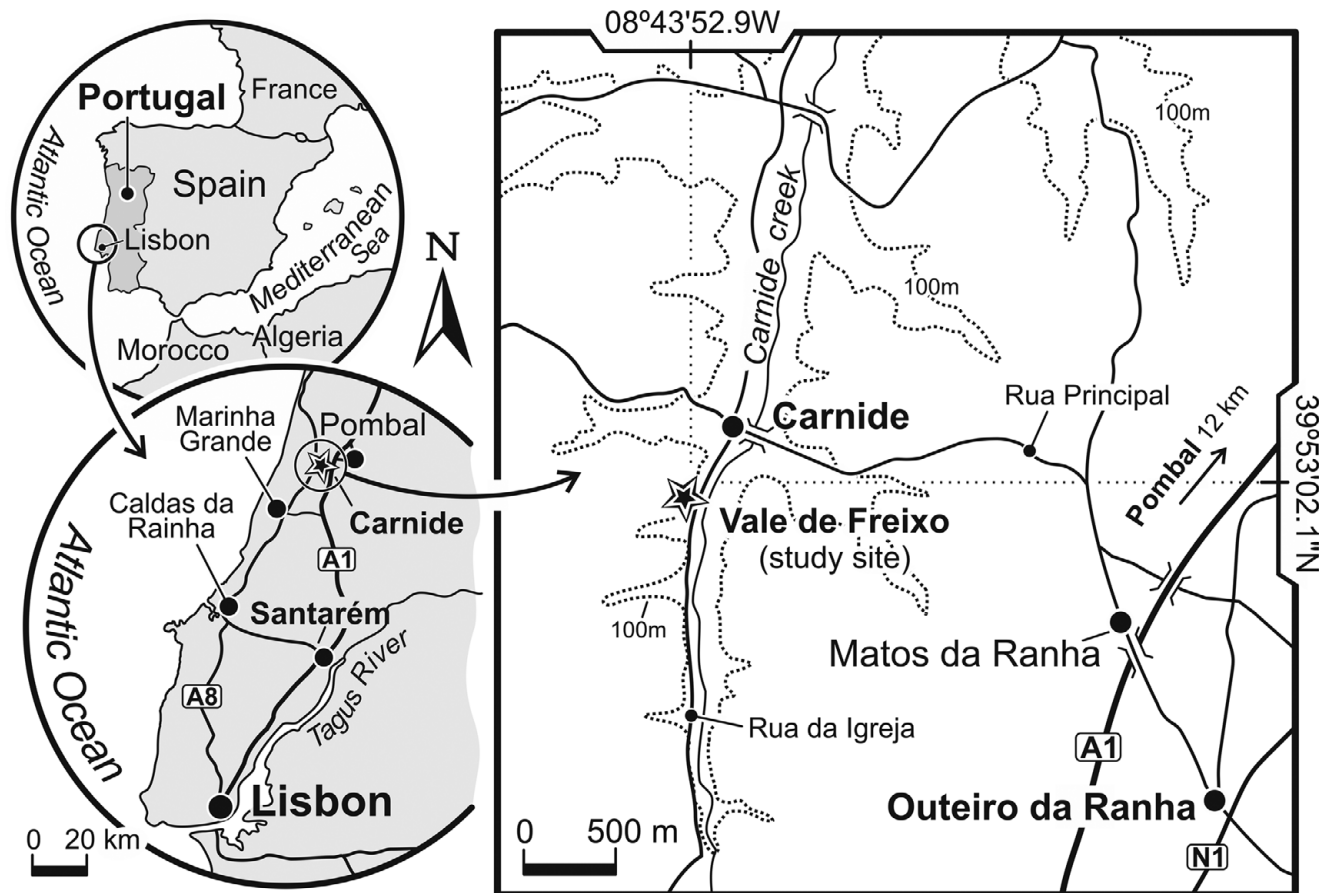 Portugal
France
Atlantic Ocean
Spain
Lisbon
Mediterranean
Sea
Morocco
Algeria
N
Marinha
Grande
Pombal
Caldas da
Rainha
Carnide
A1
Santarém
A8
Tagus River
Atlantic Ocean
Lisbon
0 20 km
08º43'52.9W
100m
100m
Carnide creek
Rua Principal
Carnide
Pombal 12 km
39º53'02.1"N
Vale de Freixo
(study site)
100m
Matos da Ranha
Rua da Igreja
A1
Outeiro da Ranha
0 500 m
N1